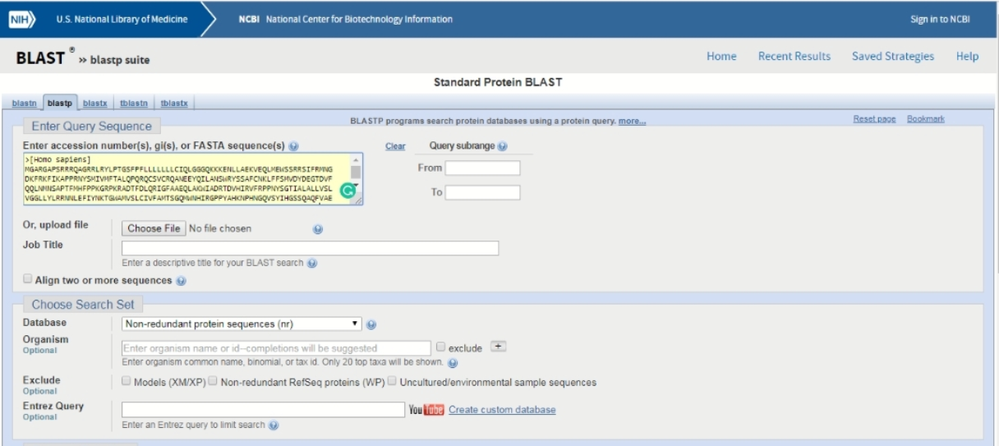 NIH U.S. National Library of Medicine NCBI National Center for Biotechnology Information Sign in to NCBI
BLAST ® » blastp suite Home Recent Results Saved Strategies Help
Standard Protein BLAST
blastn blastp blastx tblastn tblastx
Enter Query Sequence BLASTP programs search protein databases using a protein query. more... Reset page Bookmark
Enter accession number(s), gi(s), or FASTA sequence(s) Clear Query subrange
>[Homo sapiens]
MGARGAPSRRRQAGRRLRYLPTGSFPFLLLLLLLCIQLGGGQKKKENLLAEKVEQLMEWSSRRSIFRMNG
DKFRKFIKAPPRNYSMIVMFTALQPQRQCSVCRQANEEYQILANSWRYSSAFCNKLFFSMVDYDEGTDVF
QQLNMNSAPTFMHFPPKGRPKRADTFDLQRIGFAAEQLAKWIADRTDVHIRVFRPPNYSGTIALALLVSL
VGGLLYLRRNNLEFIYNKTGWAMVSLCIVFAMTSGQMWNHIRGPPYAHKNPHNGQVSYIHGSSQAQFVAE
From
To
Or, upload file Choose File No file chosen
Job Title
Enter a descriptive title for your BLAST search
Align two or more sequences
Choose Search Set
Database Non-redundant protein sequences (nr)
Organism Enter organism name or id--completions will be suggested exclude +
Optional
Enter organism common name, binomial, or tax id. Only 20 top taxa will be shown.
Exclude Models (XM/XP) Non-redundant RefSeq proteins (WP) Uncultured/environmental sample sequences
Optional
Entrez Query YouTube Create custom database
Optional
Enter an Entrez query to limit search